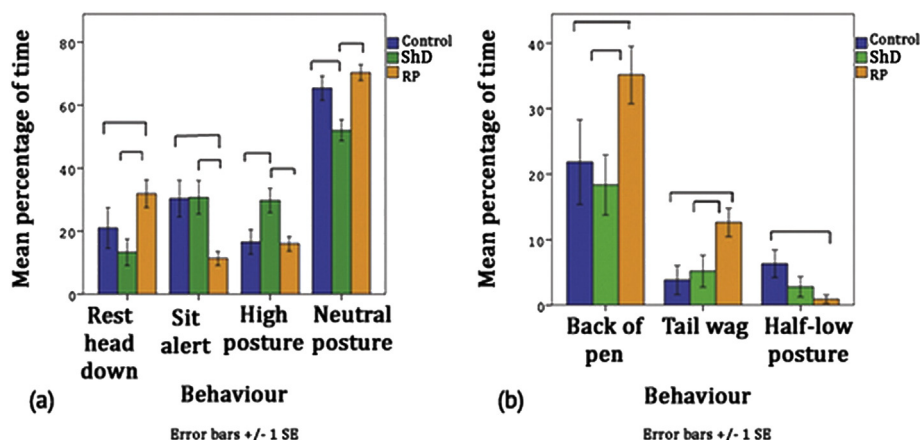 Mean percentage of time
80
60
40
20
0
Control
ShD
RP
Rest head down
Sit alert
High posture
Neutral posture
Behaviour
(a)
Error bars +/- 1 SE
Mean percentage of time
40
30
20
10
0
Control
ShD
RP
Back of pen
Tail wag
Half-low posture
Behaviour
(b)
Error bars +/- 1 SE